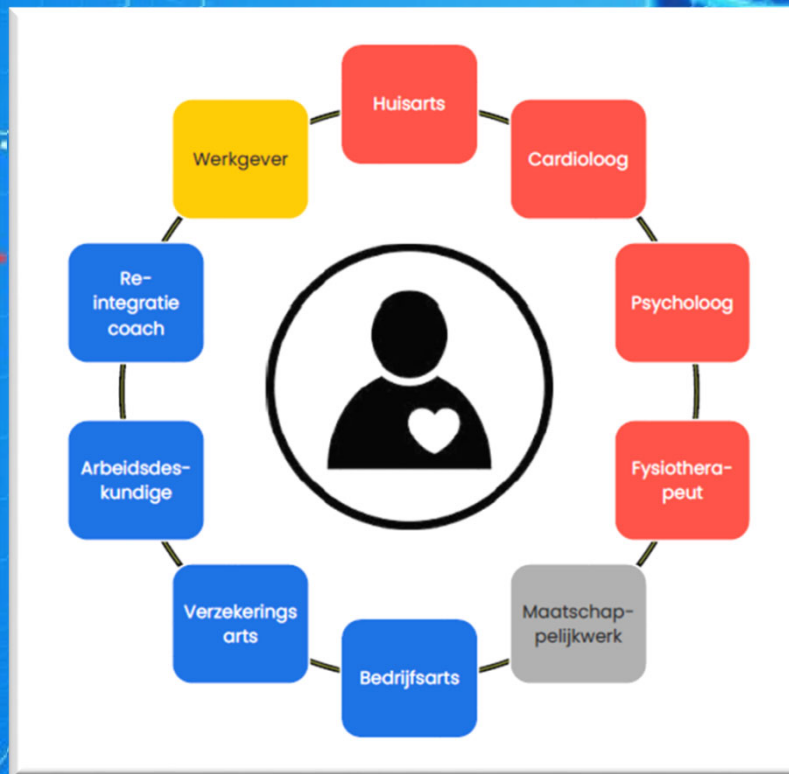 Huisarts
Cardioloog
Psycholoog
Fysiothera-
peut
Maatschap-
pelijkwerk
Bedrijfsarts
Verzekerings
arts
Arbeidsdes-
kundige
Re-
integratie
coach
Werkgever